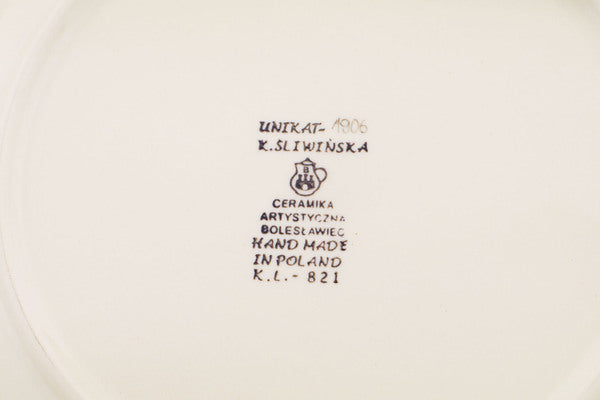 UNIKAT- 1906
K. SLIWIŃSKA
B
CERAMIKA
ARTYSTYCZNA
BOLESŁAWIEC
HAND MADE
IN POLAND
K.L.- 821